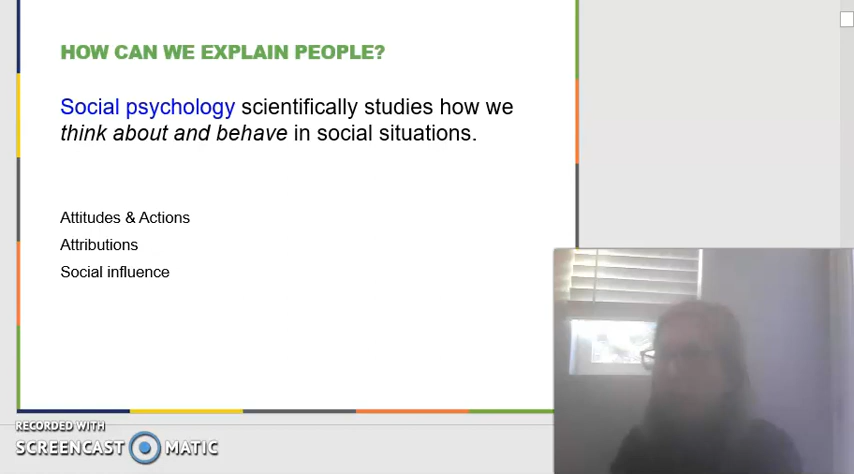 HOW CAN WE EXPLAIN PEOPLE?
Social psychology scientifically studies how we
think about and behave in social situations.
Attitudes & Actions
Attributions
Social influence
RECORDED WITH
SCREENCAST MATIC